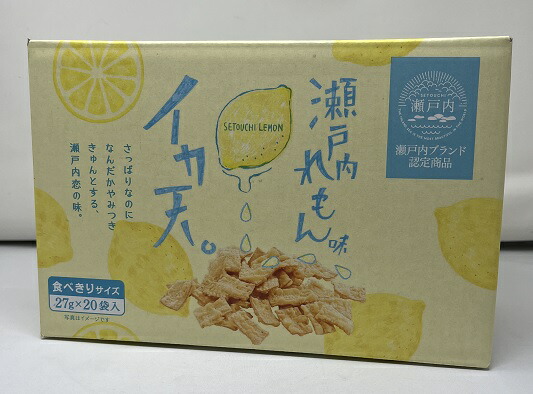 瀬戸内れもん味
イカ天。
SETOUCHI LEMON
さっぱりなのに
なんだかやみつき
きゅんとする、
瀬戸内恋の味。
SETOUCHI
瀬戸内
瀬戸内ブランド
認定商品
食べきりサイズ
27g×20袋入
写真はイメージです